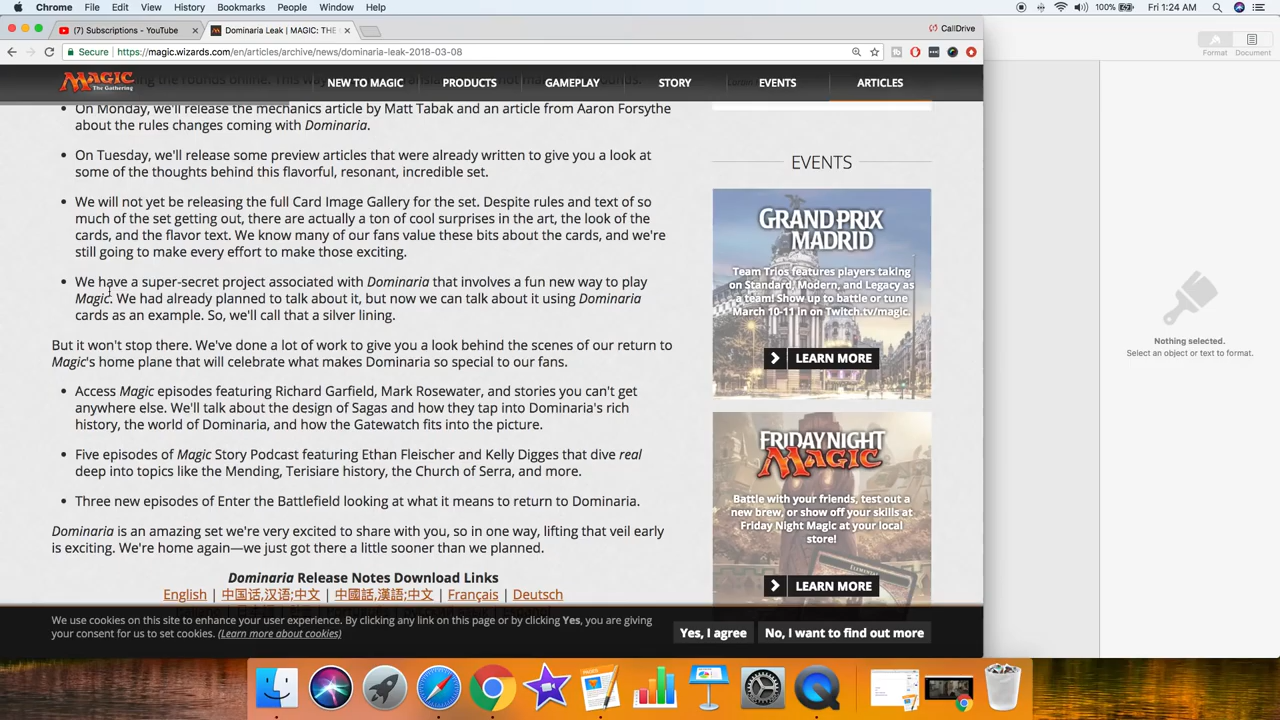 Chrome File Edit View History Bookmarks People Window Help 100% Fri 1:24 AM
(7) Subscriptions - YouTube × Dominaria Leak | MAGIC: THE × CallDrive
Secure https://magic.wizards.com/en/articles/archive/news/dominaria-leak-2018-03-08
Format Document
MAGIC The Gathering NEW TO MAGIC PRODUCTS GAMEPLAY STORY EVENTS ARTICLES
On Monday, we'll release the mechanics article by Matt Tabak and an article from Aaron Forsythe
about the rules changes coming with Dominaria.
On Tuesday, we'll release some preview articles that were already written to give you a look at
some of the thoughts behind this flavorful, resonant, incredible set.
We will not yet be releasing the full Card Image Gallery for the set. Despite rules and text of so
much of the set getting out, there are actually a ton of cool surprises in the art, the look of the
cards, and the flavor text. We know many of our fans value these bits about the cards, and we're
still going to make every effort to make those exciting.
We have a super-secret project associated with Dominaria that involves a fun new way to play
Magic. We had already planned to talk about it, but now we can talk about it using Dominaria
cards as an example. So, we'll call that a silver lining.
But it won't stop there. We've done a lot of work to give you a look behind the scenes of our return to
Magic's home plane that will celebrate what makes Dominaria so special to our fans.
Access Magic episodes featuring Richard Garfield, Mark Rosewater, and stories you can't get
anywhere else. We'll talk about the design of Sagas and how they tap into Dominaria's rich
history, the world of Dominaria, and how the Gatewatch fits into the picture.
Five episodes of Magic Story Podcast featuring Ethan Fleischer and Kelly Digges that dive real
deep into topics like the Mending, Terisiare history, the Church of Serra, and more.
Three new episodes of Enter the Battlefield looking at what it means to return to Dominaria.
Dominaria is an amazing set we're very excited to share with you, so in one way, lifting that veil early
is exciting. We're home again—we just got there a little sooner than we planned.
Dominaria Release Notes Download Links
English | 中国话,汉语;中文 | 中國話,漢語;中文 | Français | Deutsch
EVENTS
GRAND PRIX
MADRID
Team Trios features players taking
on Standard, Modern, and Legacy as
a team! Show up to battle or tune
March 10-11 in on Twitch.tv/magic.
LEARN MORE
FRIDAY NIGHT
MAGIC
Battle with your friends, test out a
new brew, or show off your skills at
Friday Night Magic at your local
store!
LEARN MORE
Nothing selected.
Select an object or text to format.
We use cookies on this site to enhance your user experience. By clicking any link on this page or by clicking Yes, you are giving
your consent for us to set cookies. (Learn more about cookies)
Yes, I agree No, I want to find out more